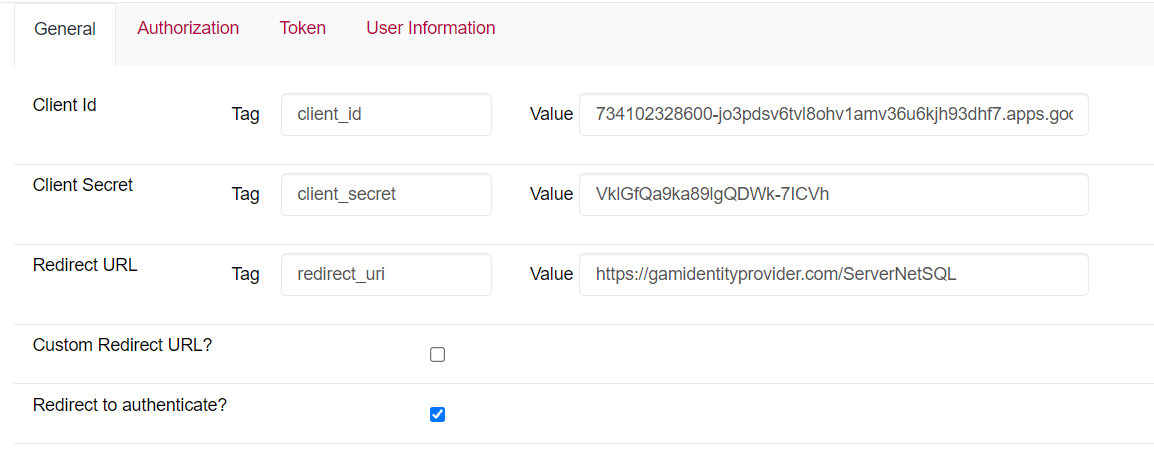 General Authorization Token User Information
Client Id Tag client_id Value 734102328600-jo3pdsv6tvl8ohv1amv36u6kjh93dhf7.apps.goo
Client Secret Tag client_secret Value VklGfQa9ka89lgQDWk-7ICVh
Redirect URL Tag redirect_uri Value https://gamidentityprovider.com/ServerNetSQL
Custom Redirect URL?
Redirect to authenticate?